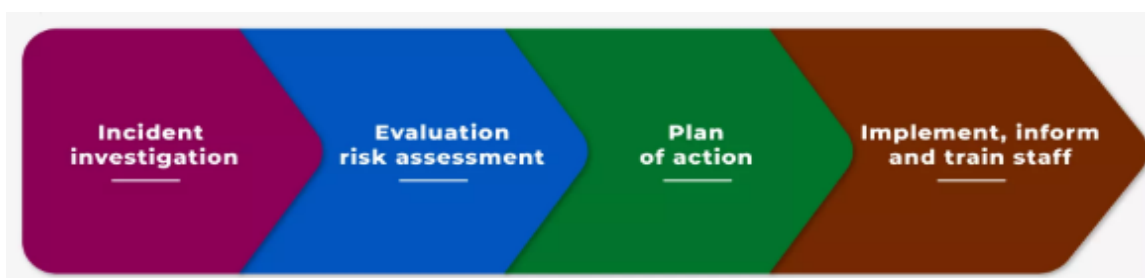 Incident
investigation
Evaluation
risk assessment
Plan
of action
Implement, inform
and train staff